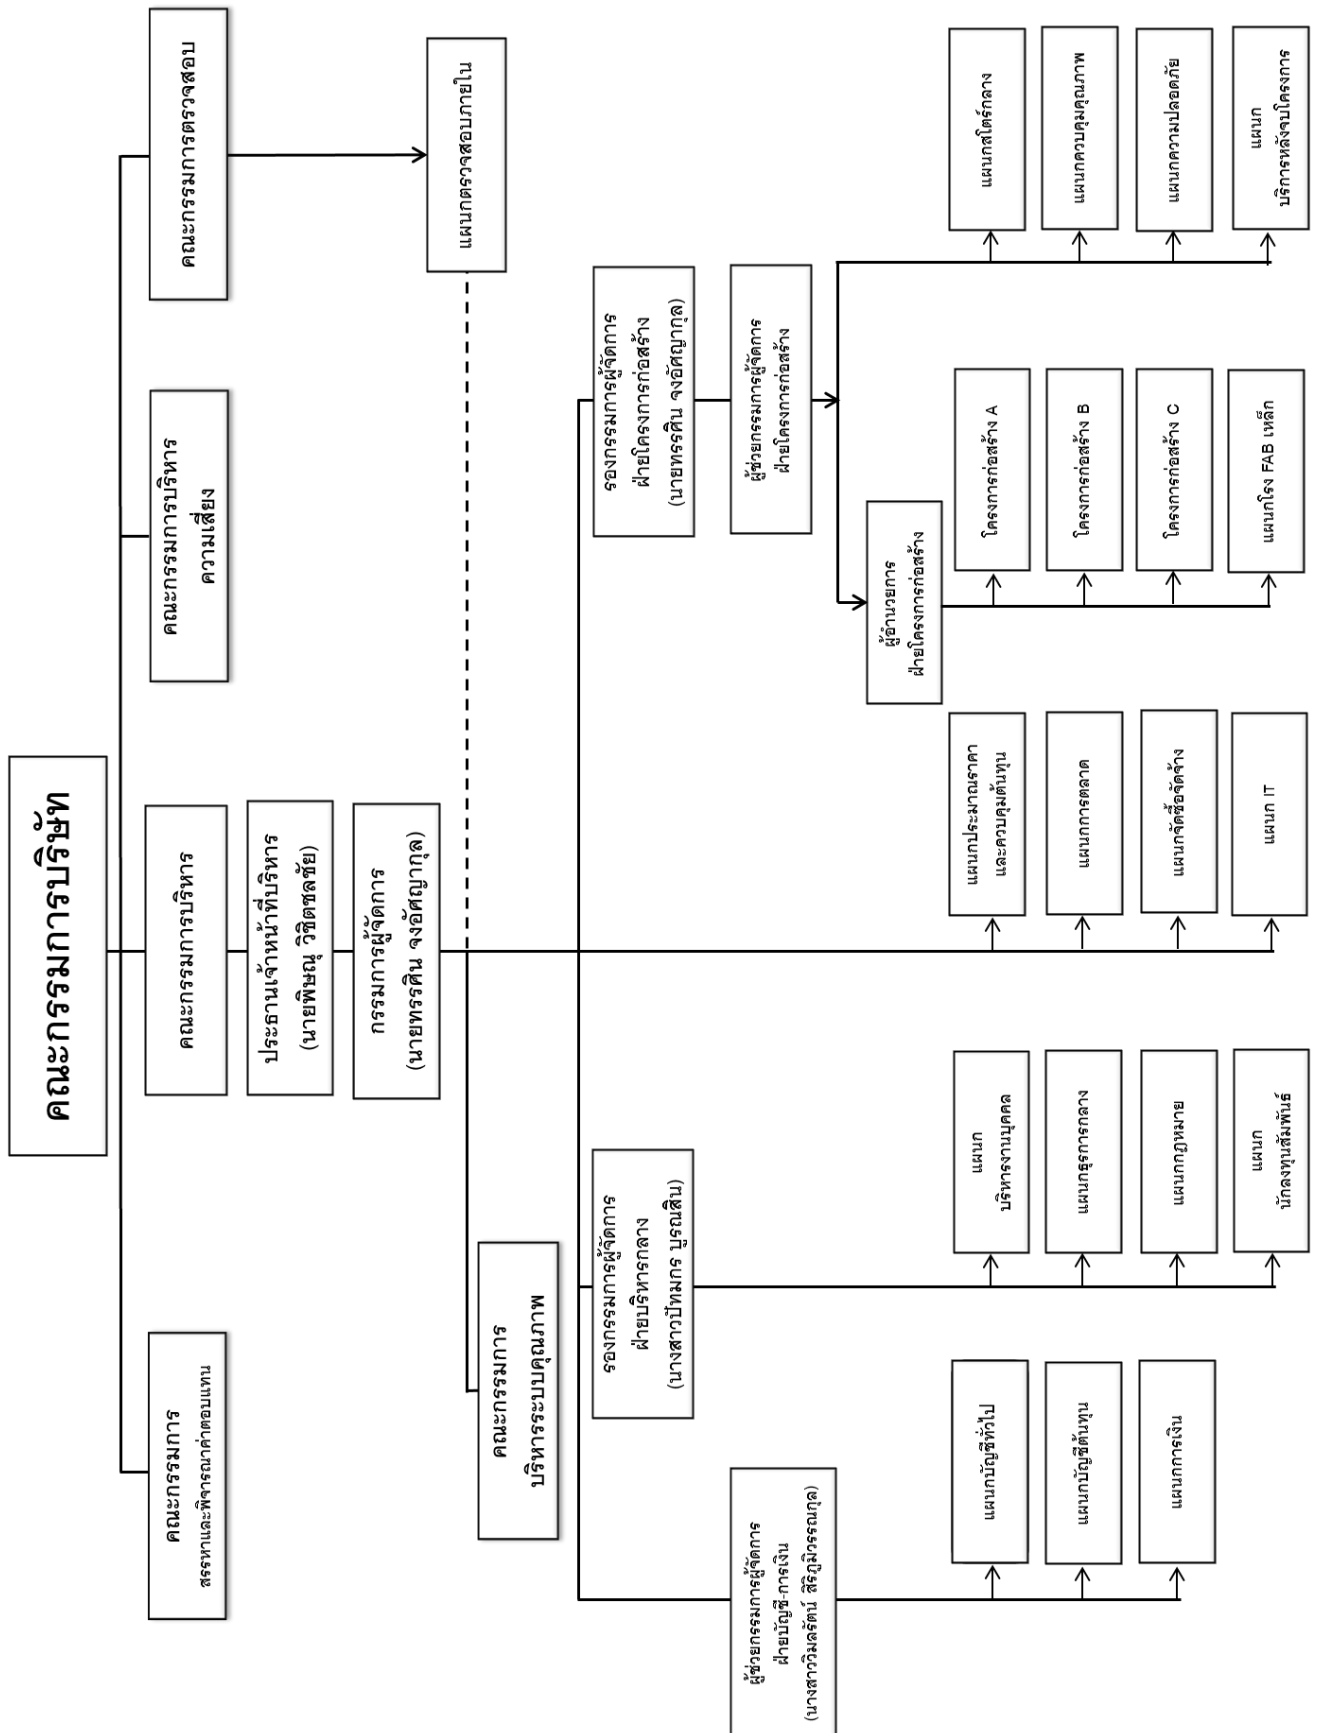 คณะกรรมการบริษัท
คณะกรรมการ
สรรหาและพิจารณาค่าตอบแทน
คณะกรรมการบริหาร
คณะกรรมการบริหาร
ความเสี่ยง
คณะกรรมการตรวจสอบ
ประธานเจ้าหน้าที่บริหาร
(นายพิษณุ วิชิตชลชัย)
กรรมการผู้จัดการ
(นายทรรศิน จงอัศญากุล)
แผนกตรวจสอบภายใน
คณะกรรมการ
บริหารระบบคุณภาพ
รองกรรมการผู้จัดการ
ฝ่ายบริหารกลาง
(นางสาวปัทมกร บูรณสิน)
รองกรรมการผู้จัดการ
ฝ่ายโครงการก่อสร้าง
(นายทรรศิน จงอัศญากุล)
ผู้ช่วยกรรมการผู้จัดการ
ฝ่ายบัญชี-การเงิน
(นางสาววิมลรัตน์ สิริภูมิวรรณกุล)
ผู้ช่วยกรรมการผู้จัดการ
ฝ่ายโครงการก่อสร้าง
ผู้อำนวยการ
ฝ่ายโครงการก่อสร้าง
แผนกบัญชีทั่วไป
แผนกบัญชีต้นทุน
แผนกการเงิน
แผนก
บริหารงานบุคคล
แผนกธุรการกลาง
แผนกกฎหมาย
แผนก
นักลงทุนสัมพันธ์
แผนกประมาณราคา
และควบคุมต้นทุน
แผนกการตลาด
แผนกจัดซื้อจัดจ้าง
แผนก IT
โครงการก่อสร้าง A
โครงการก่อสร้าง B
โครงการก่อสร้าง C
แผนกโรง FAB เหล็ก
แผนกสโตร์กลาง
แผนกควบคุมคุณภาพ
แผนกความปลอดภัย
แผนก
บริการหลังจบโครงการ